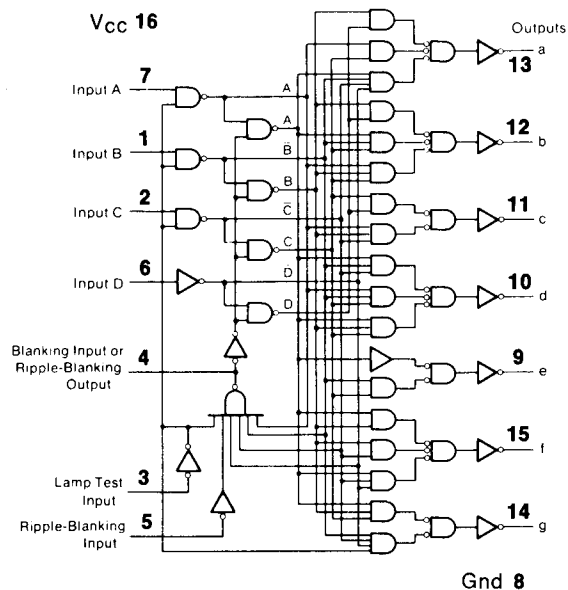 VCC 16
Outputs
a
13
7
Input A
A
A
12
b
1
Input B
B̅
B
2
Input C
C̅
C
11
c
6
Input D
D̅
D
10
d
Blanking Input or
Ripple-Blanking
Output
4
9
e
15
f
3
Lamp Test
Input
5
Ripple-Blanking
Input
14
g
Gnd 8